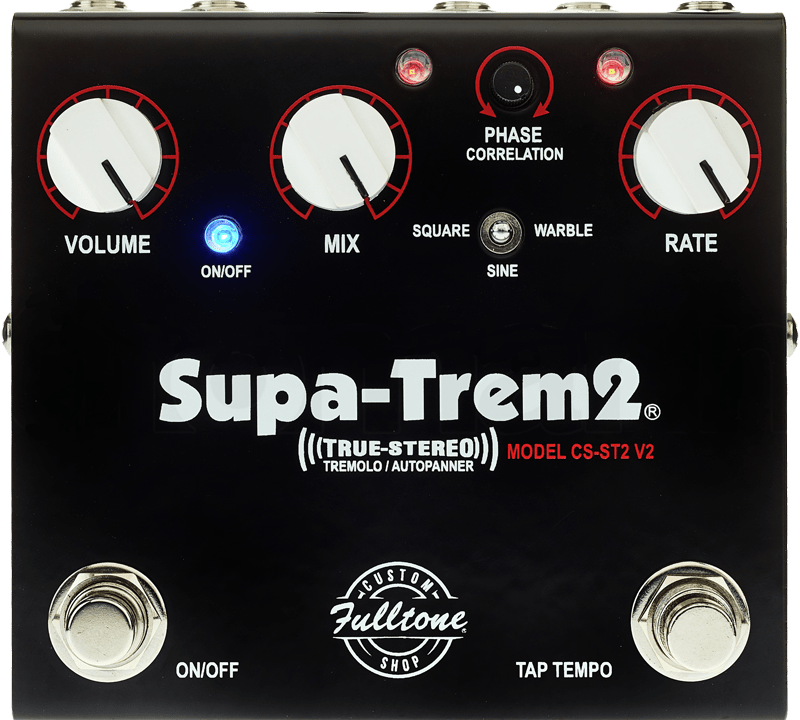 PHASE
CORRELATION
VOLUME
MIX
SQUARE
WARBLE
RATE
ON/OFF
SINE
Supa-Trem2®
(((TRUE-STEREO)))
MODEL CS-ST2 V2
TREMOLO / AUTOPANNER
CUSTOM
Fulltone®
SHOP
ON/OFF
TAP TEMPO